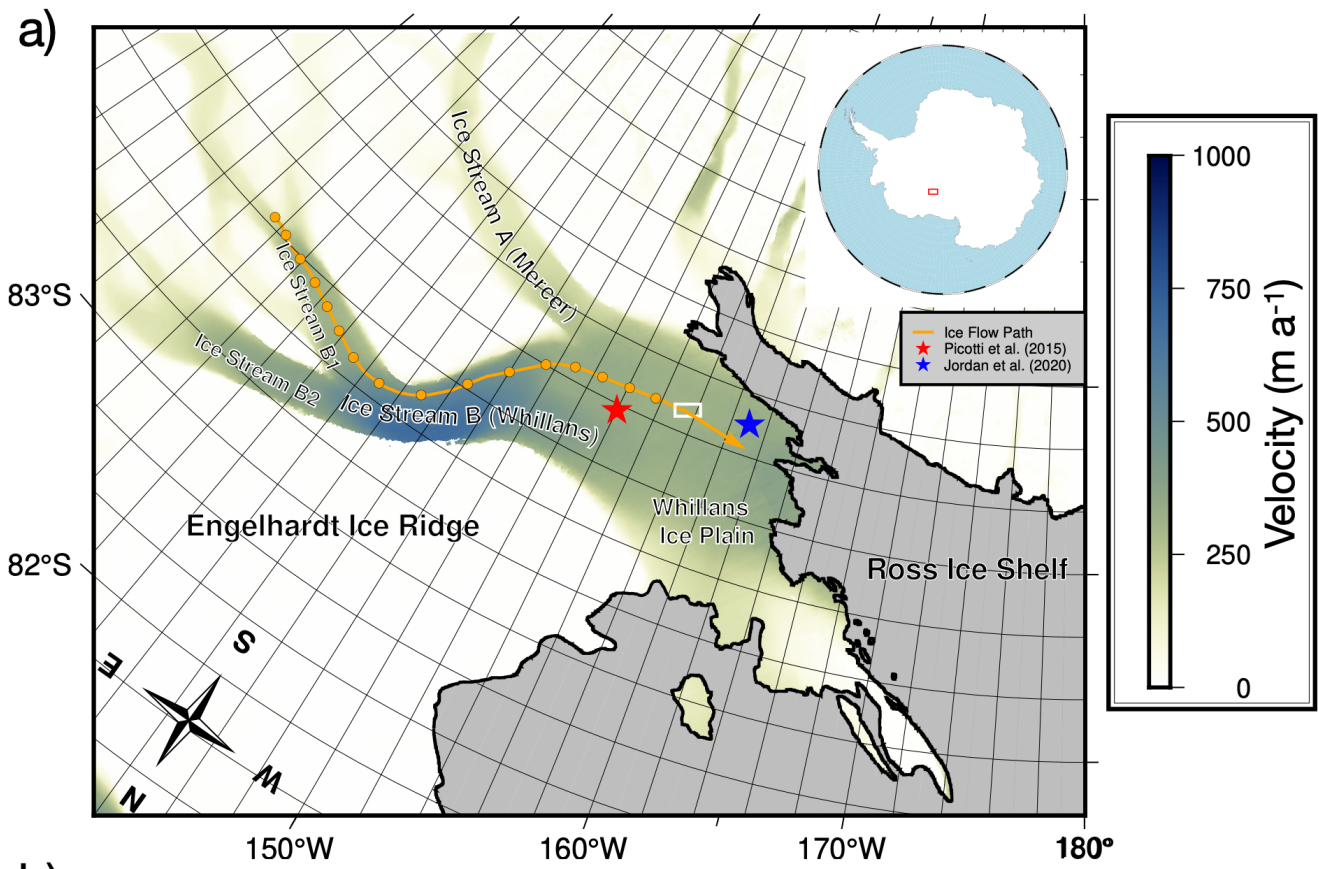 a)
Ice Stream A (Mercer)
Ice Stream B1
Ice Stream B2
Ice Stream B (Whillans)
Whillans
Ice Plain
Engelhardt Ice Ridge
Ross Ice Shelf
Ice Flow Path
Picotti et al. (2015)
Jordan et al. (2020)
83°S
82°S
S
E
W
N
150°W
160°W
170°W
180°
1000
750
500
250
0
Velocity (m a⁻¹)